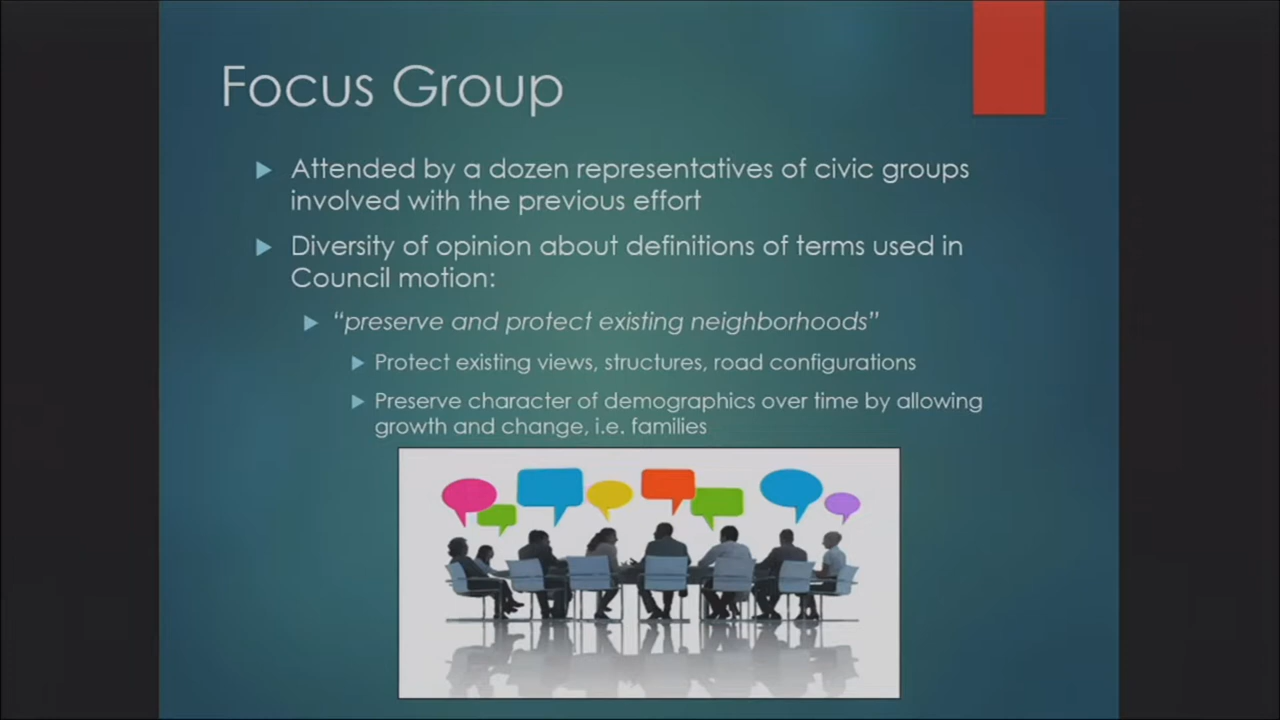 Focus Group
Attended by a dozen representatives of civic groups
involved with the previous effort
Diversity of opinion about definitions of terms used in
Council motion:
“preserve and protect existing neighborhoods”
Protect existing views, structures, road configurations
Preserve character of demographics over time by allowing
growth and change, i.e. families